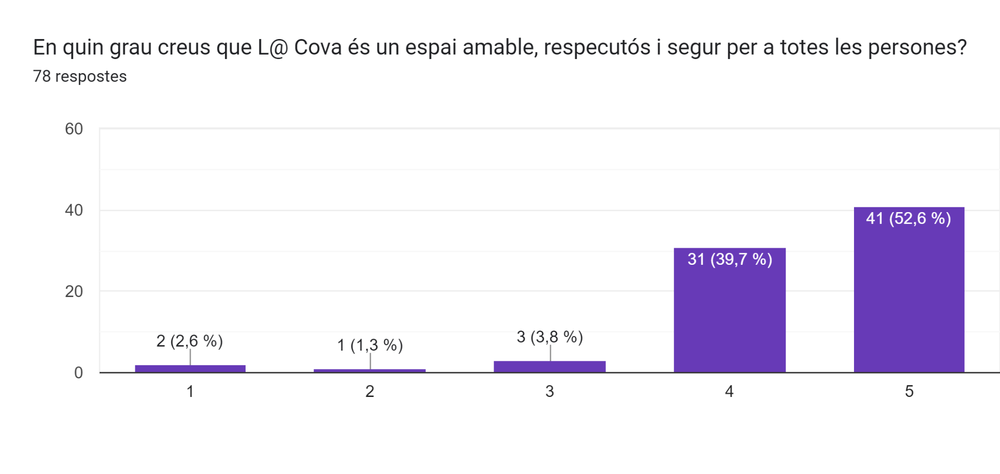 En quin grau creus que L@ Cova és un espai amable, respecutós i segur per a totes les persones?
78 respostes
60
40
20
0
2 (2,6 %)
1 (1,3 %)
3 (3,8 %)
31 (39,7 %)
41 (52,6 %)
1
2
3
4
5